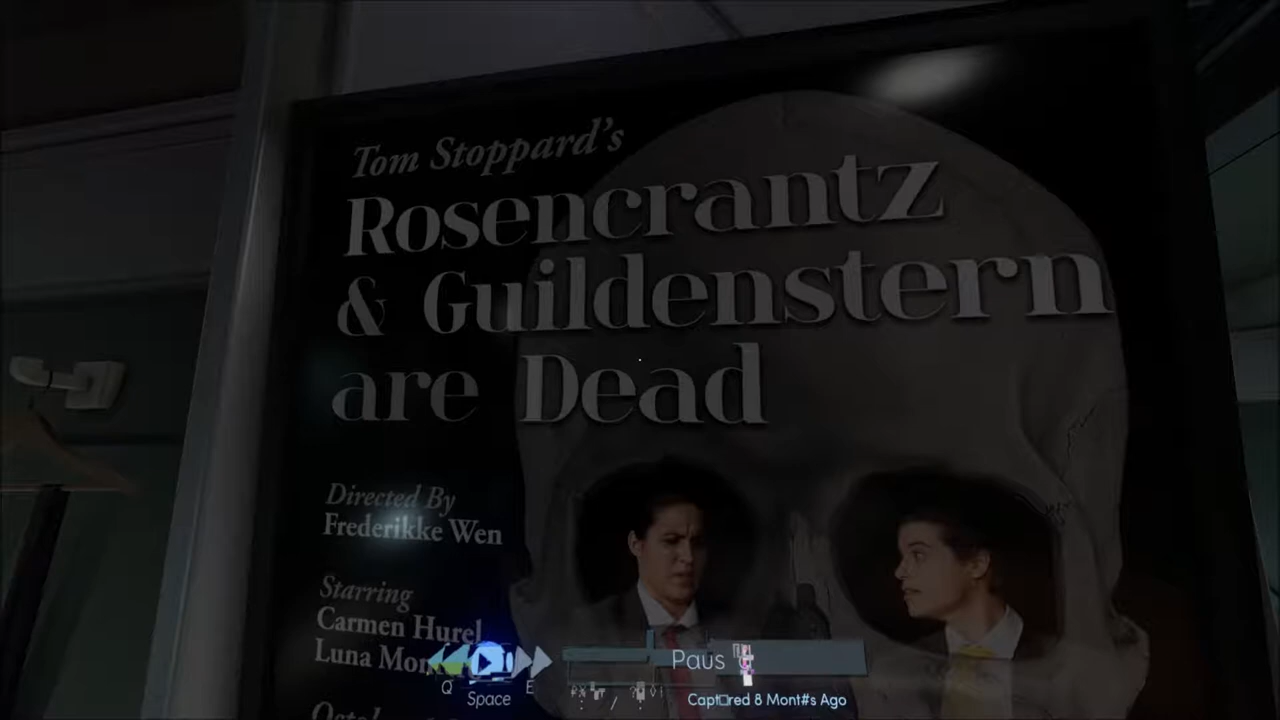 Tom Stoppard's
Rosencrantz
& Guildenstern
are Dead
Directed By
Frederikke Wen
Starring
Carmen Hurel
Luna
Paus
Q
E
Space
Capt□red 8 Mont#s Ago